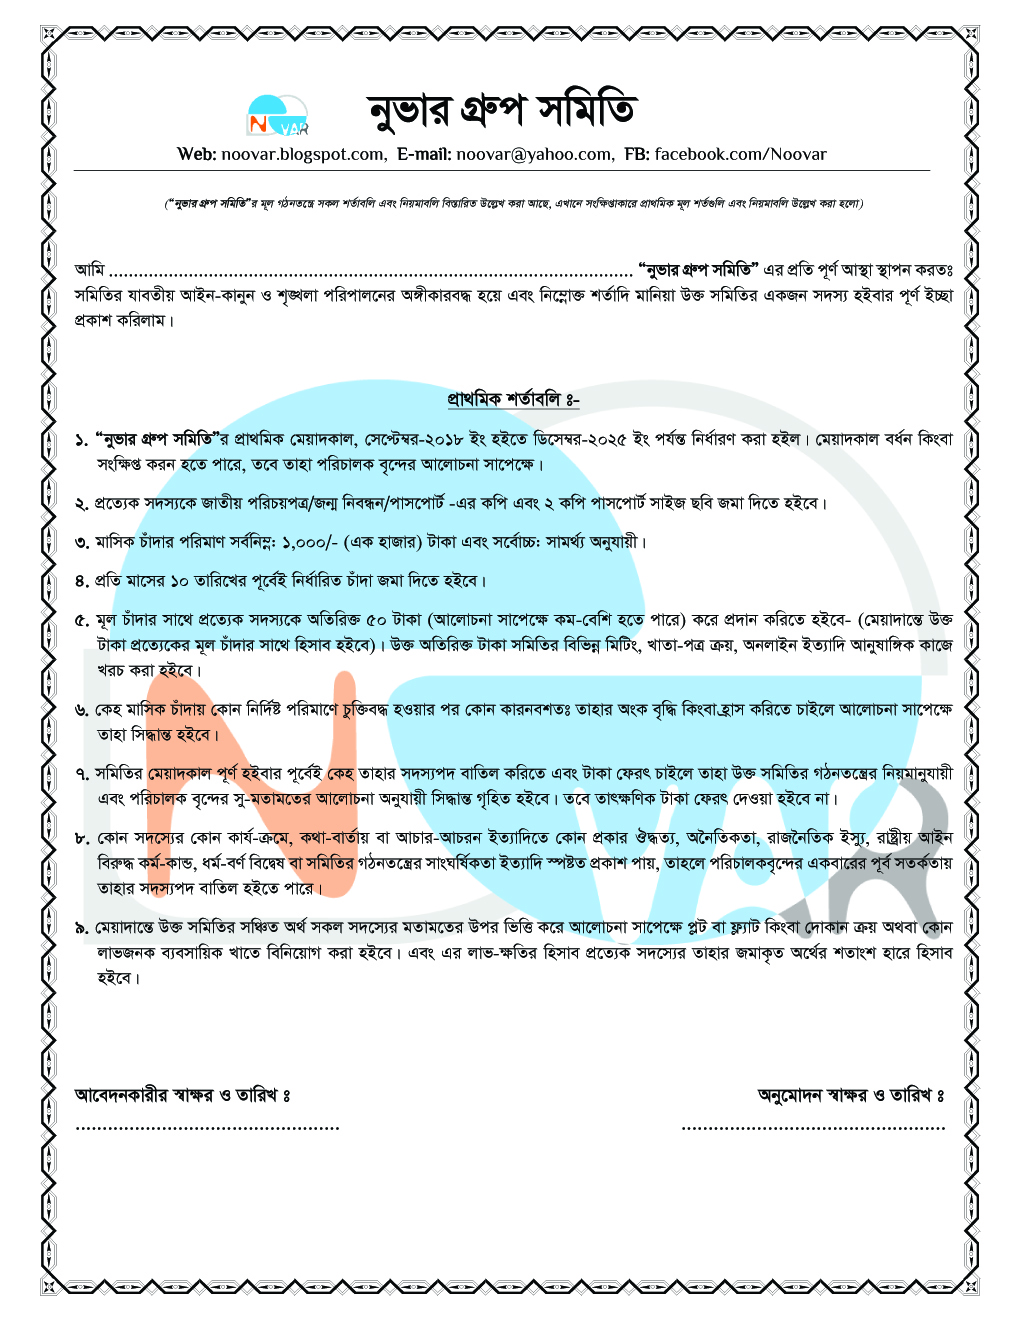 NOVAR
নুভার গ্রুপ সমিতি
Web: noovar.blogspot.com, E-mail: noovar@yahoo.com, FB: facebook.com/Noovar
(“নুভার গ্রুপ সমিতি”র মূল গঠনতন্ত্রে সকল শর্তাবলি এবং নিয়মাবলি বিস্তারিত উল্লেখ করা আছে, এখানে সংক্ষিপ্তাকারে প্রাথমিক মূল শর্তগুলি এবং নিয়মাবলি উল্লেখ করা হলো)
আমি ........................................................................................ “নুভার গ্রুপ সমিতি” এর প্রতি পূর্ণ আস্থা স্থাপন করতঃ
সমিতির যাবতীয় আইন-কানুন ও শৃঙ্খলা পরিপালনের অঙ্গীকারবদ্ধ হয়ে এবং নিম্নোক্ত শর্তাদি মানিয়া উক্ত সমিতির একজন সদস্য হইবার পূর্ণ ইচ্ছা
প্রকাশ করিলাম।
প্রাথমিক শর্তাবলি ঃ-
১. “নুভার গ্রুপ সমিতি”র প্রাথমিক মেয়াদকাল, সেপ্টেম্বর-২০১৮ ইং হইতে ডিসেম্বর-২০২৫ ইং পর্যন্ত নির্ধারণ করা হইল। মেয়াদকাল বর্ধন কিংবা
সংক্ষিপ্ত করন হতে পারে, তবে তাহা পরিচালক বৃন্দের আলোচনা সাপেক্ষে।
২. প্রত্যেক সদস্যকে জাতীয় পরিচয়পত্র/জন্ম নিবন্ধন/পাসপোর্ট -এর কপি এবং ২ কপি পাসপোর্ট সাইজ ছবি জমা দিতে হইবে।
৩. মাসিক চাঁদার পরিমাণ সর্বনিম্ন: ১,০০০/- (এক হাজার) টাকা এবং সর্বোচ্চ: সামর্থ্য অনুযায়ী।
৪. প্রতি মাসের ১০ তারিখের পূর্বেই নির্ধারিত চাঁদা জমা দিতে হইবে।
৫. মূল চাঁদার সাথে প্রত্যেক সদস্যকে অতিরিক্ত ৫০ টাকা (আলোচনা সাপেক্ষে কম-বেশি হতে পারে) করে প্রদান করিতে হইবে- (মেয়াদান্তে উক্ত
টাকা প্রত্যেকের মূল চাঁদার সাথে হিসাব হইবে)। উক্ত অতিরিক্ত টাকা সমিতির বিভিন্ন মিটিং, খাতা-পত্র ক্রয়, অনলাইন ইত্যাদি আনুষাঙ্গিক কাজে
খরচ করা হইবে।
৬. কেহ মাসিক চাঁদায় কোন নির্দিষ্ট পরিমাণে চুক্তিবদ্ধ হওয়ার পর কোন কারনবশতঃ তাহার অংক বৃদ্ধি কিংবা হ্রাস করিতে চাইলে আলোচনা সাপেক্ষে
তাহা সিদ্ধান্ত হইবে।
৭. সমিতির মেয়াদকাল পূর্ণ হইবার পূর্বেই কেহ তাহার সদস্যপদ বাতিল করিতে এবং টাকা ফেরৎ চাইলে তাহা উক্ত সমিতির গঠনতন্ত্রের নিয়মানুযায়ী
এবং পরিচালক বৃন্দের সু-মতামতের আলোচনা অনুযায়ী সিদ্ধান্ত গৃহিত হইবে। তবে তাৎক্ষণিক টাকা ফেরৎ দেওয়া হইবে না।
৮. কোন সদস্যের কোন কার্য-ক্রমে, কথা-বার্তায় বা আচার-আচরন ইত্যাদিতে কোন প্রকার ঔদ্ধত্য, অনৈতিকতা, রাজনৈতিক ইস্যু, রাষ্ট্রীয় আইন
বিরুদ্ধ কর্ম-কান্ড, ধর্ম-বর্ণ বিদ্বেষ বা সমিতির গঠনতন্ত্রের সাংঘর্ষিকতা ইত্যাদি স্পষ্টত প্রকাশ পায়, তাহলে পরিচালকবৃন্দের একবারের পূর্ব সতর্কতায়
তাহার সদস্যপদ বাতিল হইতে পারে।
৯. মেয়াদান্তে উক্ত সমিতির সঞ্চিত অর্থ সকল সদস্যের মতামতের উপর ভিত্তি করে আলোচনা সাপেক্ষে প্লট বা ফ্ল্যাট কিংবা দোকান ক্রয় অথবা কোন
লাভজনক ব্যবসায়িক খাতে বিনিয়োগ করা হইবে। এবং এর লাভ-ক্ষতির হিসাব প্রত্যেক সদস্যের তাহার জমাকৃত অর্থের শতাংশ হারে হিসাব
হইবে।
আবেদনকারীর স্বাক্ষর ও তারিখ ঃ অনুমোদন স্বাক্ষর ও তারিখ ঃ
................................................ ................................................